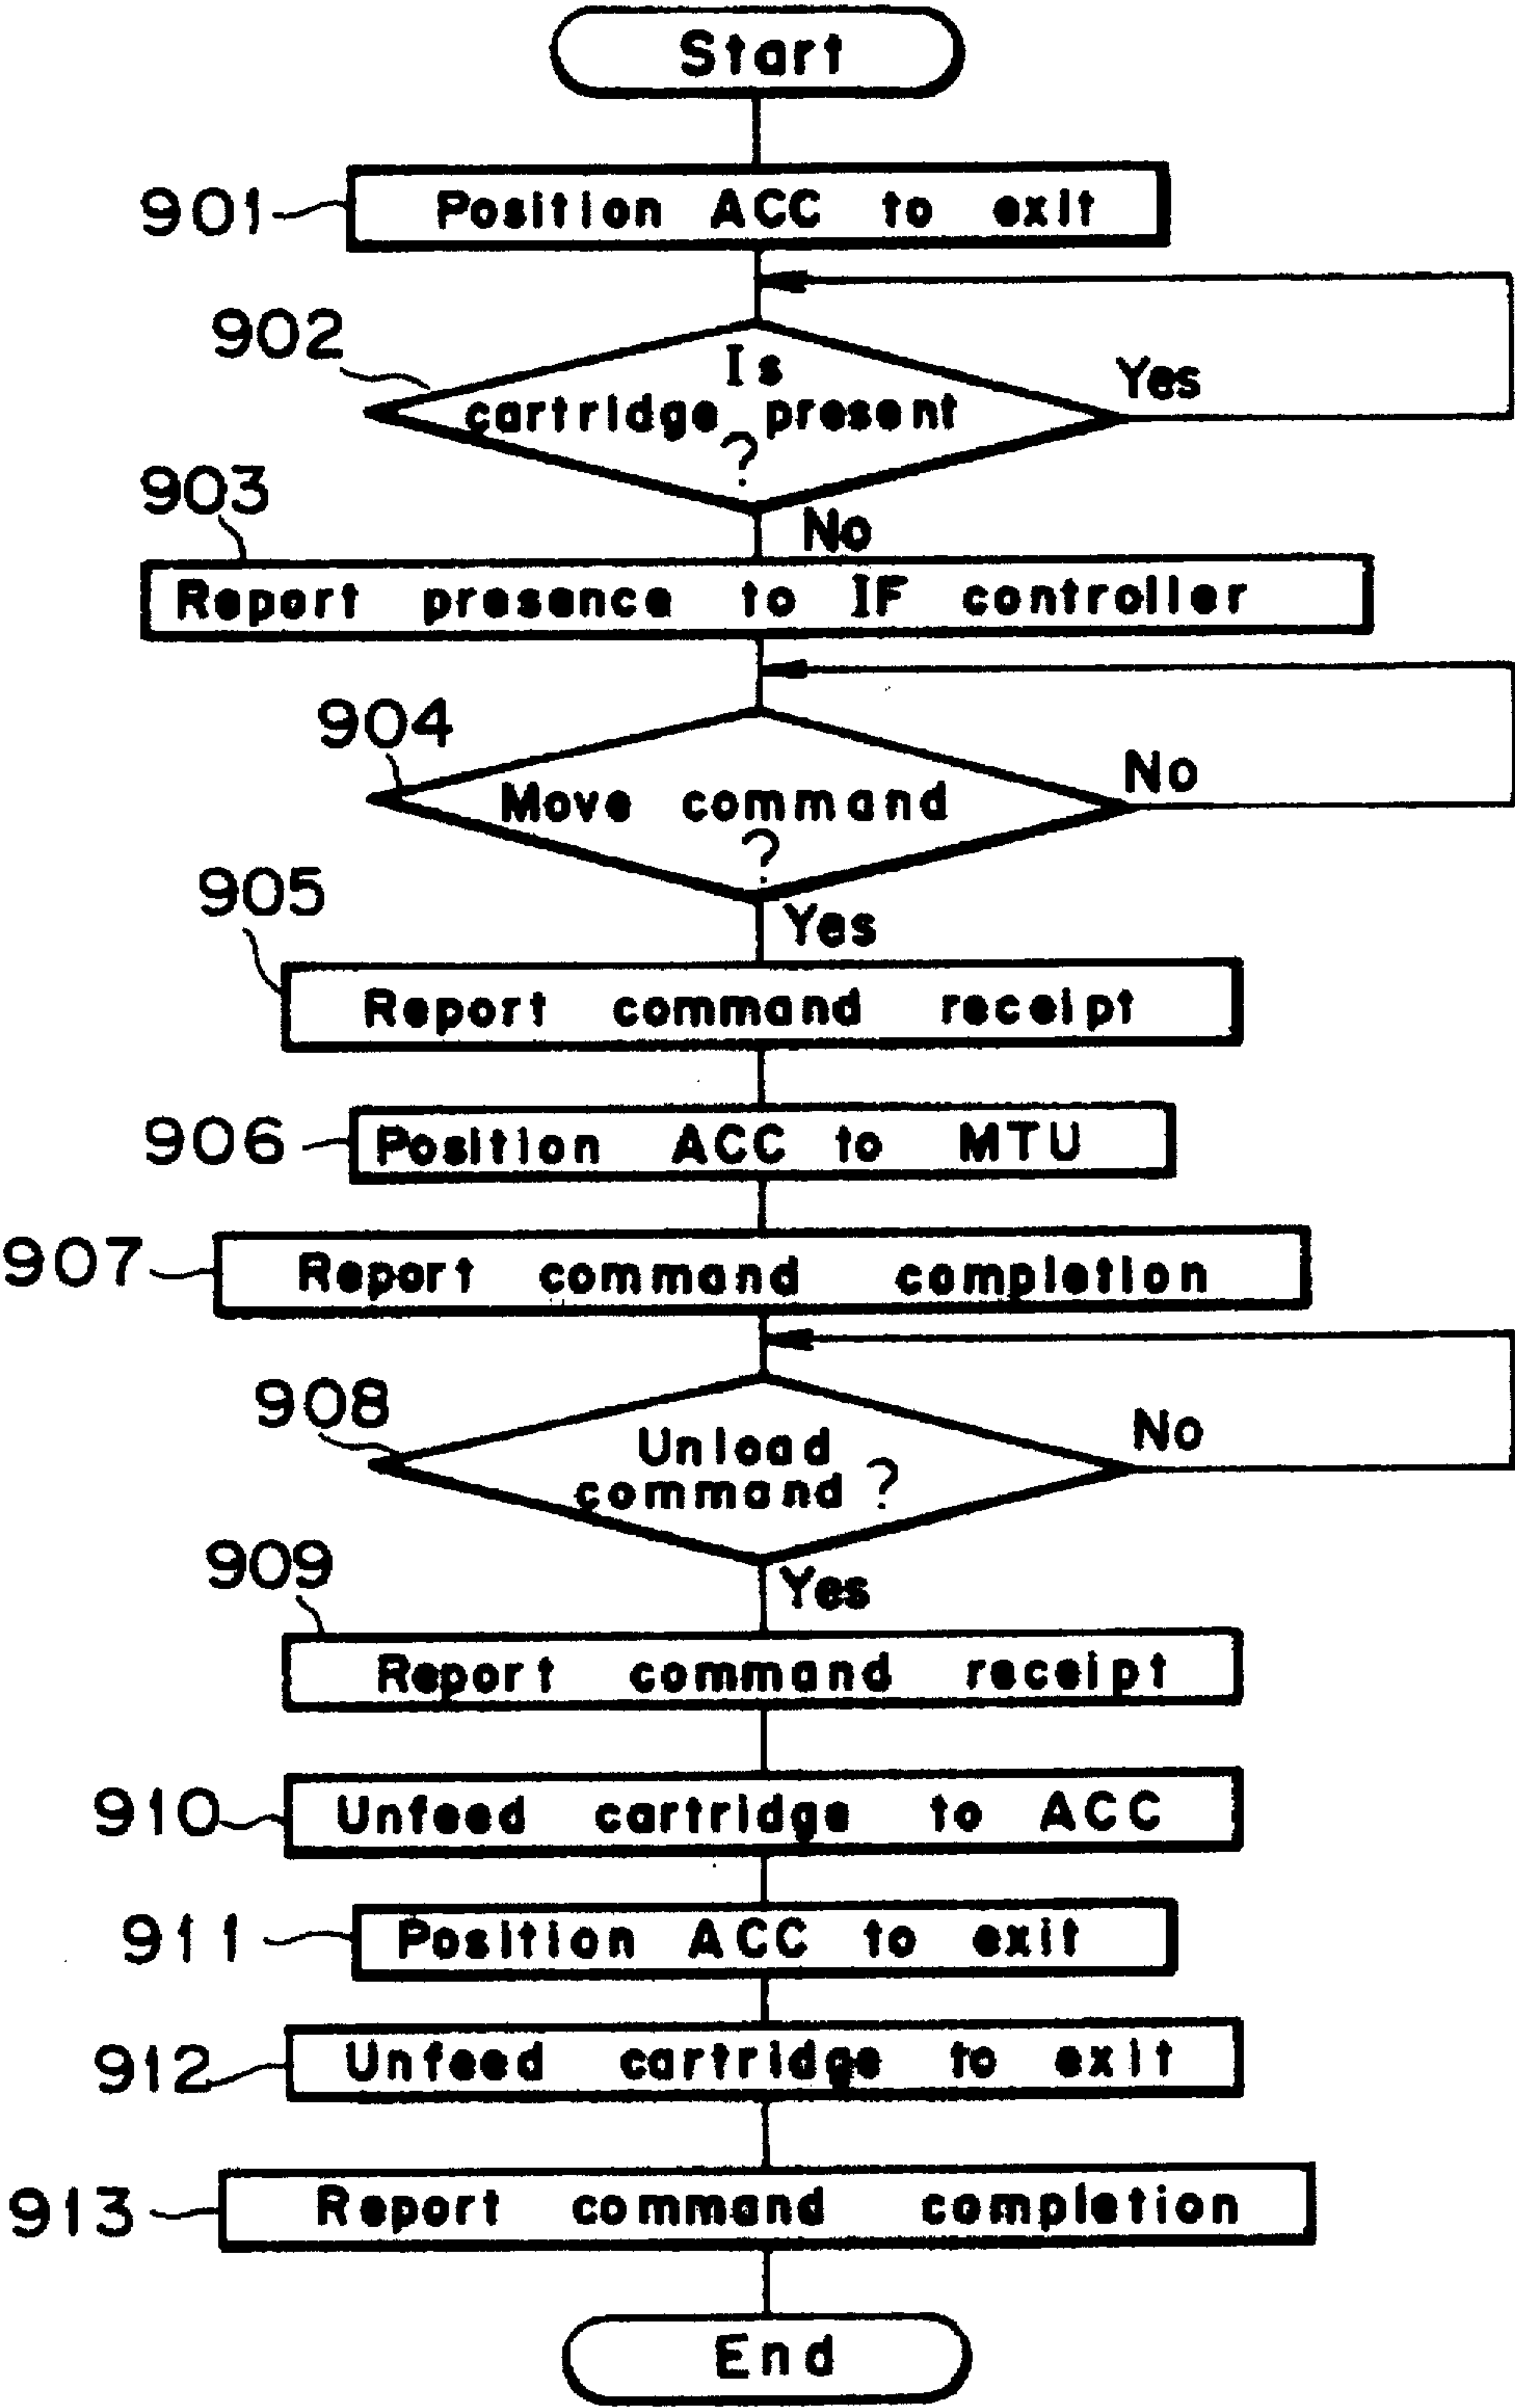 Start
901
Position ACC to exit
902
Is
cartridge present
?
Yes
No
903
Report presence to IF controller
904
Move command
?
No
Yes
905
Report command receipt
906
Position ACC to MTU
907
Report command completion
908
Unload
command ?
No
Yes
909
Report command receipt
910
Unfeed cartridge to ACC
911
Position ACC to exit
912
Unfeed cartridge to exit
913
Report command completion
End